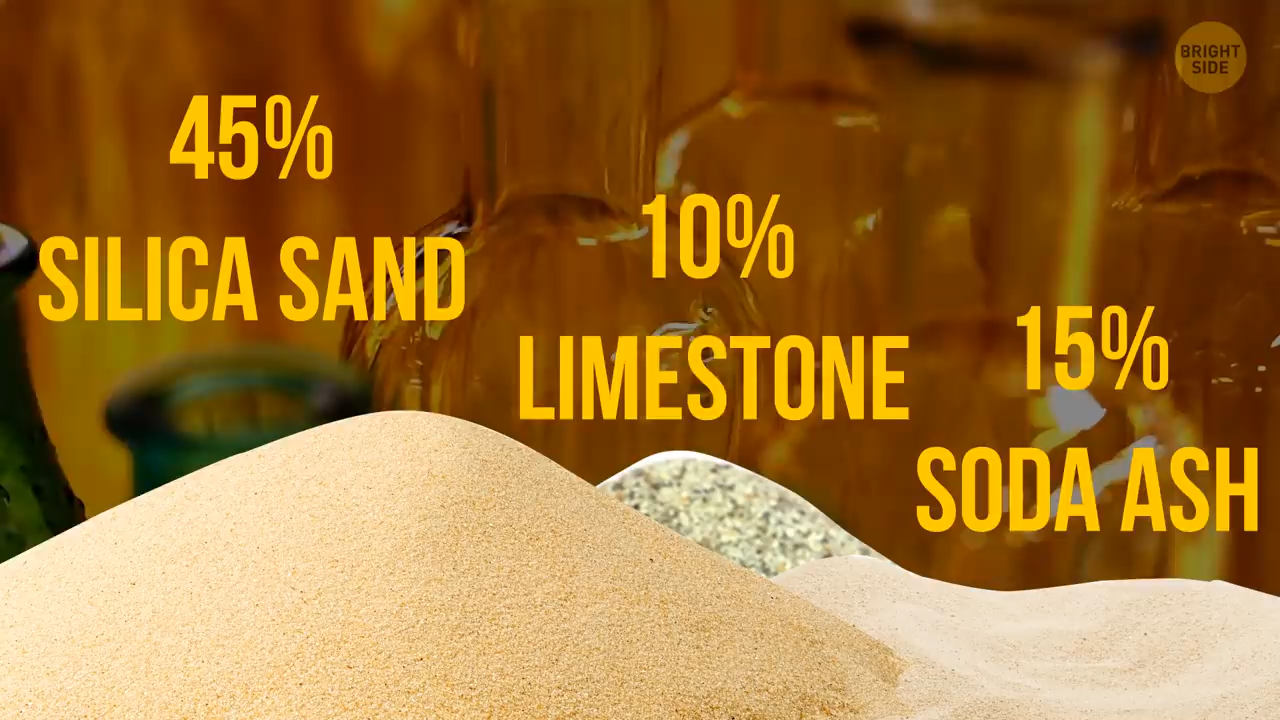 45%
SILICA SAND
10%
LIMESTONE
15%
SODA ASH
BRIGHT
SIDE